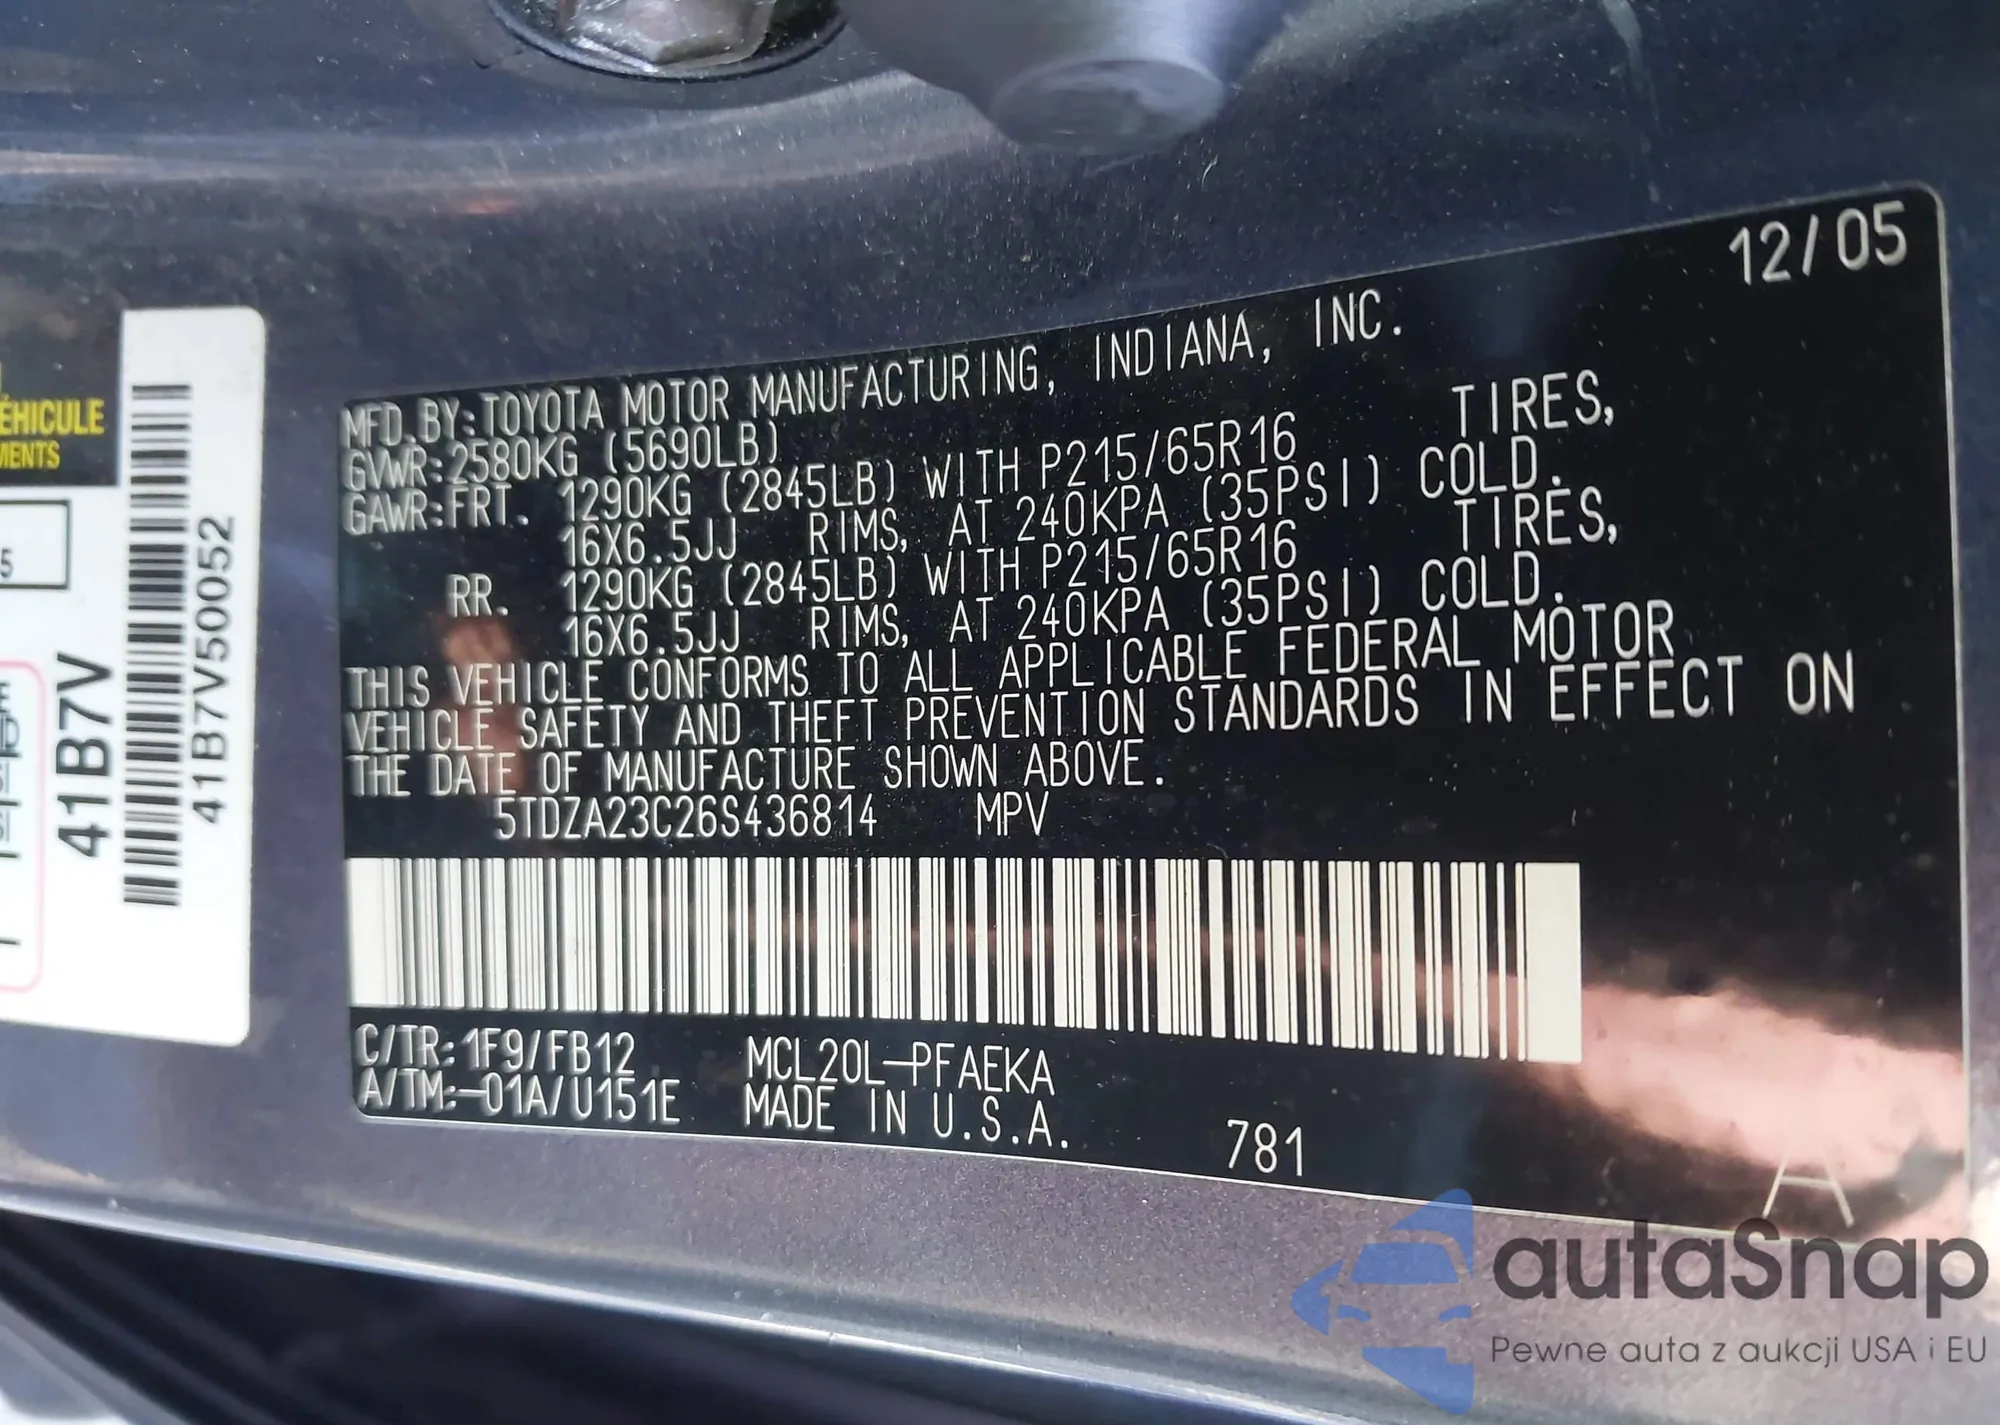 ÉHICULE
MENTS
5
41B7V
41B7V50052
12/05
MFD.BY:TOYOTA MOTOR MANUFACTURING, INDIANA, INC.
GVWR:2580KG (5690LB)
GAWR:FRT. 1290KG (2845LB) WITH P215/65R16 TIRES,
16X6.5JJ RIMS, AT 240KPA (35PSI) COLD.
RR. 1290KG (2845LB) WITH P215/65R16 TIRES,
16X6.5JJ RIMS, AT 240KPA (35PSI) COLD.
THIS VEHICLE CONFORMS TO ALL APPLICABLE FEDERAL MOTOR
VEHICLE SAFETY AND THEFT PREVENTION STANDARDS IN EFFECT ON
THE DATE OF MANUFACTURE SHOWN ABOVE.
5TDZA23C26S436814 MPV
C/TR:1F9/FB12 MCL20L-PFAEKA
A/TM:-01A/U151E MADE IN U.S.A.
781
A
autaSnap
Pewne auta z aukcji USA i EU